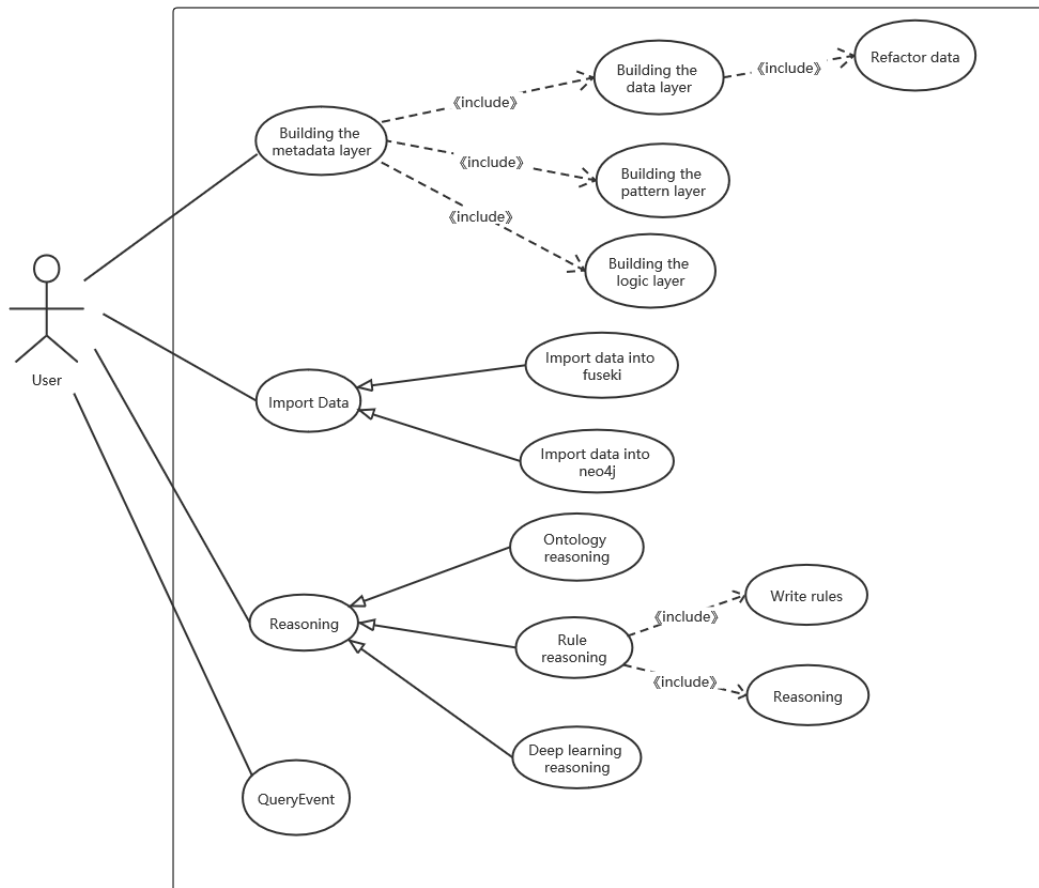 Refactor data
Building the
data layer
《include》
《include》
Building the
metadata layer
《include》
Building the
pattern layer
《include》
Building the
logic layer
User
Import data into
fuseki
Import Data
Import data into
neo4j
Ontology
reasoning
Write rules
《include》
Reasoning
Rule
reasoning
《include》
Reasoning
Deep learning
reasoning
QueryEvent